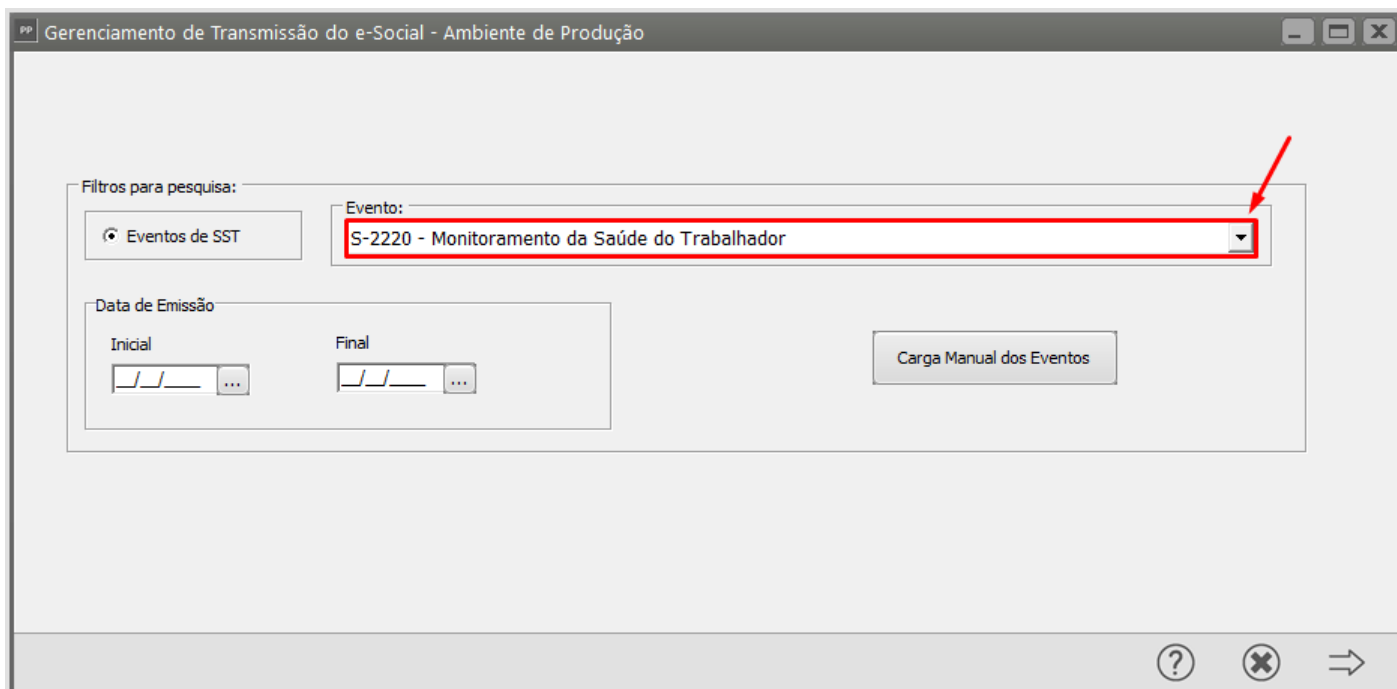 PP Gerenciamento de Transmissão do e-Social - Ambiente de Produção
Filtros para pesquisa:
Eventos de SST
Evento:
S-2220 - Monitoramento da Saúde do Trabalhador
Data de Emissão
Inicial
Final
__/__/____ ...
__/__/____ ...
Carga Manual dos Eventos
?